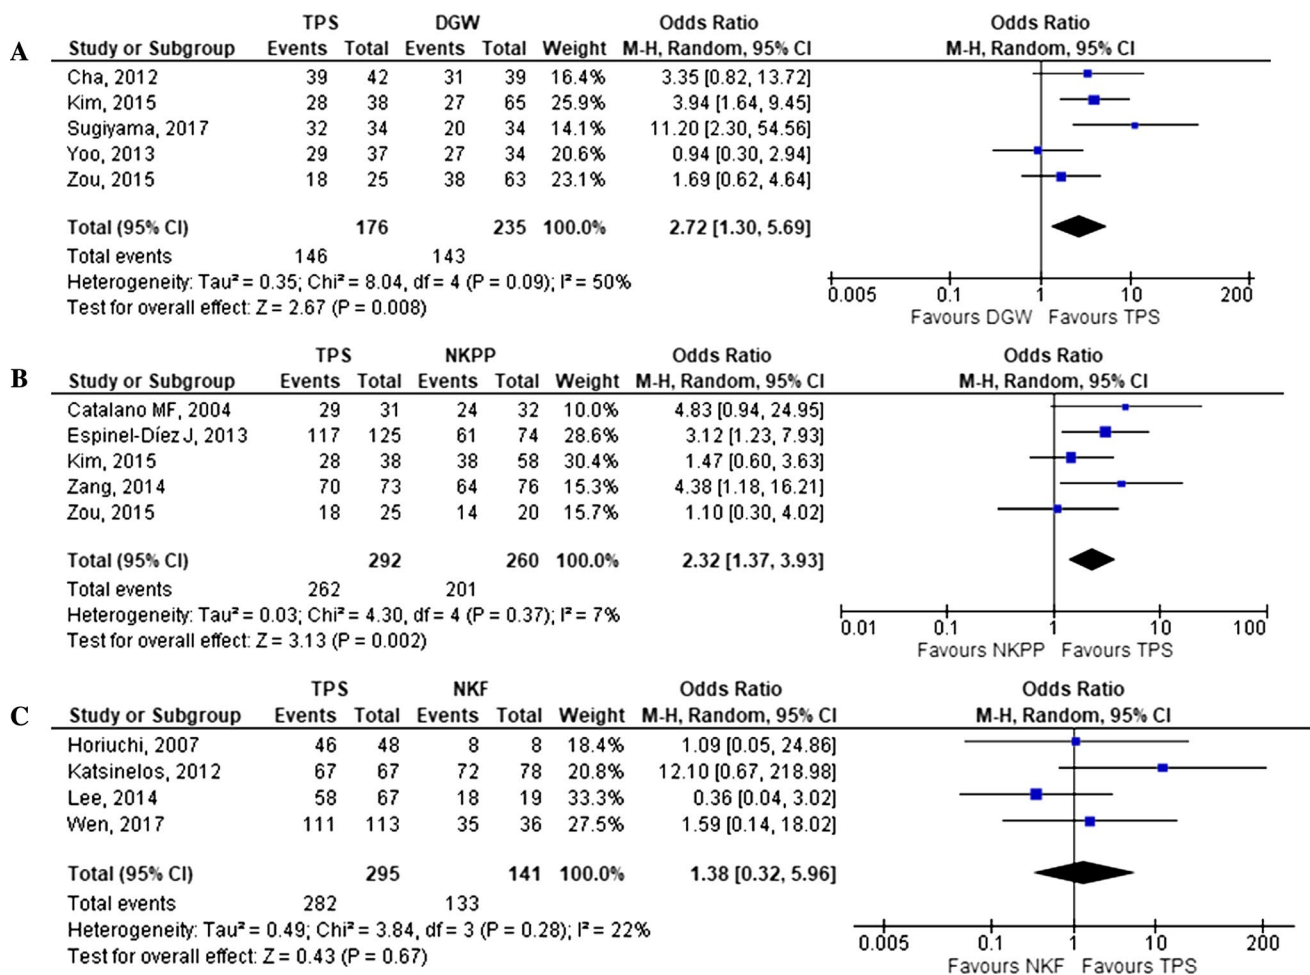 A
TPS DGW Odds Ratio Odds Ratio
Study or Subgroup Events Total Events Total Weight M-H, Random, 95% CI M-H, Random, 95% CI
Cha, 2012 39 42 31 39 16.4% 3.35 [0.82, 13.72]
Kim, 2015 28 38 27 65 25.9% 3.94 [1.64, 9.45]
Sugiyama, 2017 32 34 20 34 14.1% 11.20 [2.30, 54.56]
Yoo, 2013 29 37 27 34 20.6% 0.94 [0.30, 2.94]
Zou, 2015 18 25 38 63 23.1% 1.69 [0.62, 4.64]
Total (95% CI) 176 235 100.0% 2.72 [1.30, 5.69]
Total events 146 143
Heterogeneity: Tau² = 0.35; Chi² = 8.04, df = 4 (P = 0.09); I² = 50%
Test for overall effect: Z = 2.67 (P = 0.008)
0.005 0.1 1 10 200
Favours DGW Favours TPS
B
TPS NKPP Odds Ratio Odds Ratio
Study or Subgroup Events Total Events Total Weight M-H, Random, 95% CI M-H, Random, 95% CI
Catalano MF, 2004 29 31 24 32 10.0% 4.83 [0.94, 24.95]
Espinel-Díez J, 2013 117 125 61 74 28.6% 3.12 [1.23, 7.93]
Kim, 2015 28 38 38 58 30.4% 1.47 [0.60, 3.63]
Zang, 2014 70 73 64 76 15.3% 4.38 [1.18, 16.21]
Zou, 2015 18 25 14 20 15.7% 1.10 [0.30, 4.02]
Total (95% CI) 292 260 100.0% 2.32 [1.37, 3.93]
Total events 262 201
Heterogeneity: Tau² = 0.03; Chi² = 4.30, df = 4 (P = 0.37); I² = 7%
Test for overall effect: Z = 3.13 (P = 0.002)
0.01 0.1 1 10 100
Favours NKPP Favours TPS
C
TPS NKF Odds Ratio Odds Ratio
Study or Subgroup Events Total Events Total Weight M-H, Random, 95% CI M-H, Random, 95% CI
Horiuchi, 2007 46 48 8 8 18.4% 1.09 [0.05, 24.86]
Katsinelos, 2012 67 67 72 78 20.8% 12.10 [0.67, 218.98]
Lee, 2014 58 67 18 19 33.3% 0.36 [0.04, 3.02]
Wen, 2017 111 113 35 36 27.5% 1.59 [0.14, 18.02]
Total (95% CI) 295 141 100.0% 1.38 [0.32, 5.96]
Total events 282 133
Heterogeneity: Tau² = 0.49; Chi² = 3.84, df = 3 (P = 0.28); I² = 22%
Test for overall effect: Z = 0.43 (P = 0.67)
0.005 0.1 1 10 200
Favours NKF Favours TPS